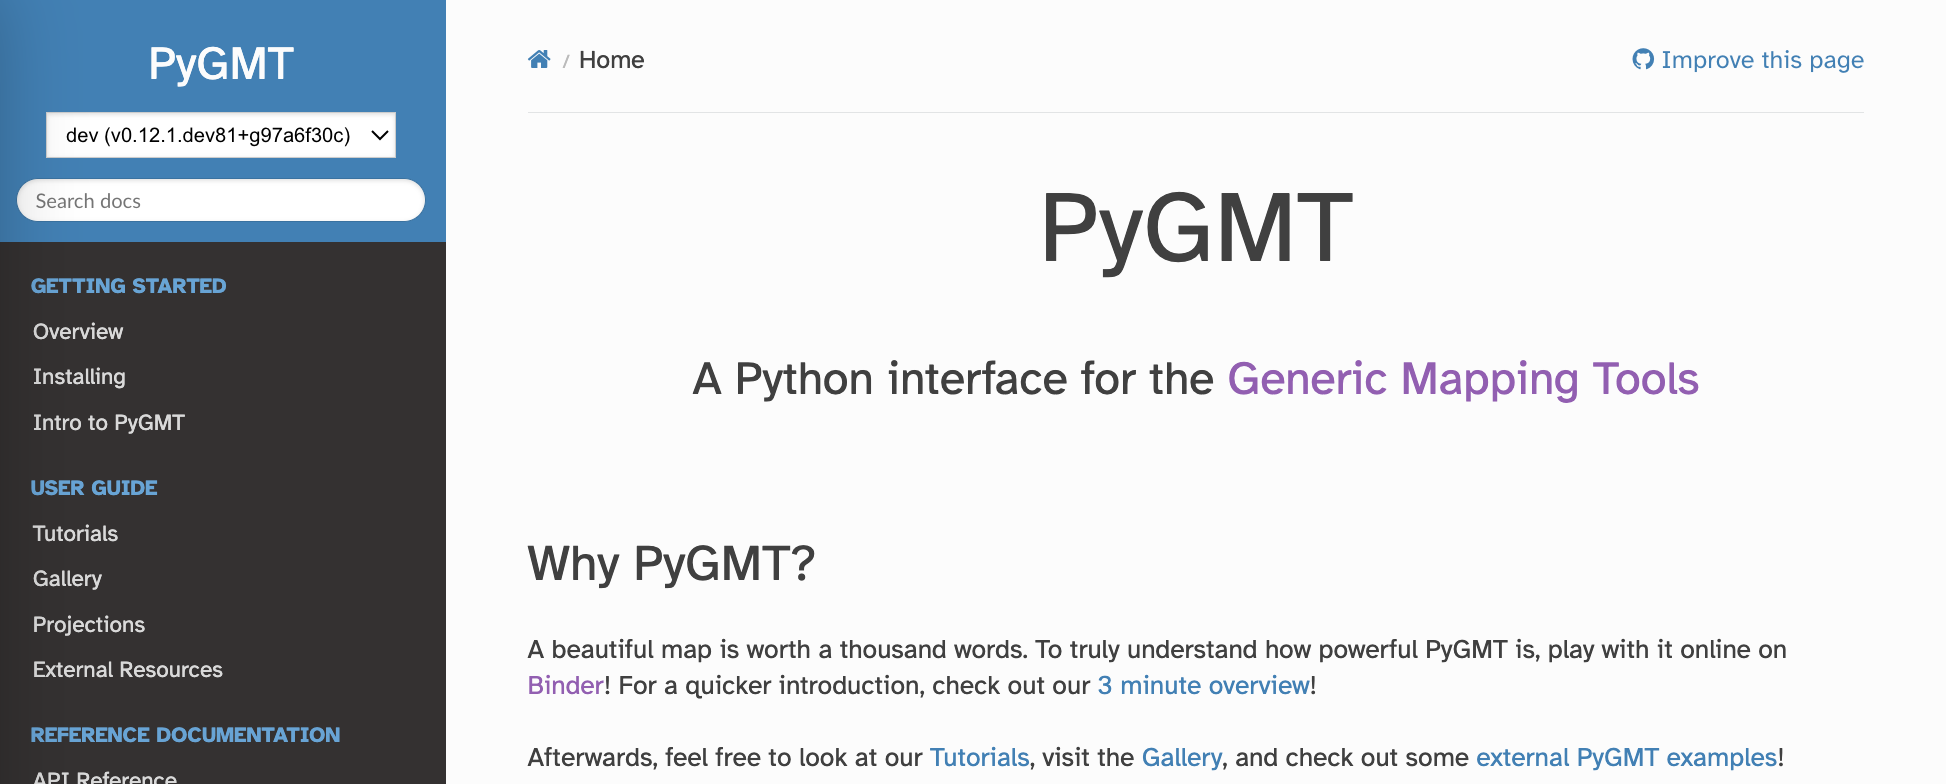 PyGMT
dev (v0.12.1.dev81+g97a6f30c)
Search docs
GETTING STARTED
Overview
Installing
Intro to PyGMT
USER GUIDE
Tutorials
Gallery
Projections
External Resources
REFERENCE DOCUMENTATION
API Reference
/ Home
Improve this page
PyGMT
A Python interface for the Generic Mapping Tools
Why PyGMT?
A beautiful map is worth a thousand words. To truly understand how powerful PyGMT is, play with it online on
Binder! For a quicker introduction, check out our 3 minute overview!
Afterwards, feel free to look at our Tutorials, visit the Gallery, and check out some external PyGMT examples!